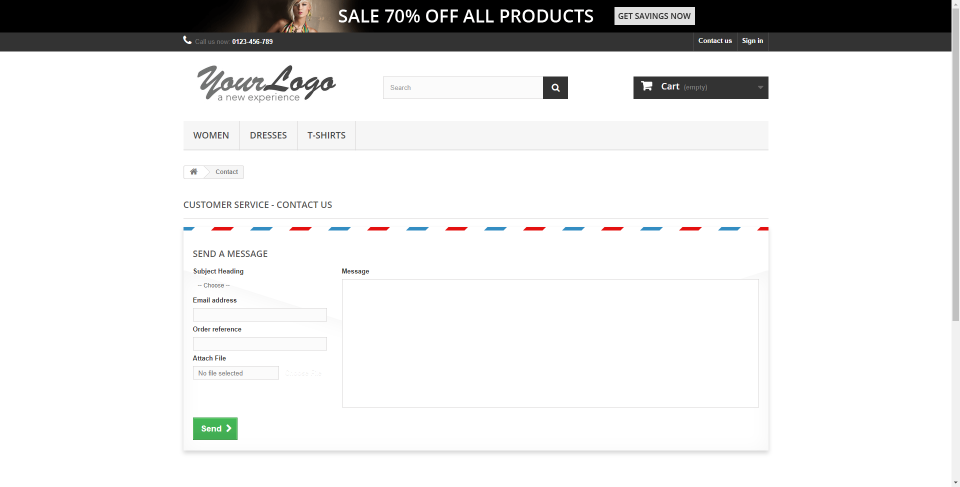 SALE 70% OFF ALL PRODUCTS GET SAVINGS NOW
Call us now: 0123-456-789 Contact us Sign in
YourLogo
a new experience
Search
Cart (empty)
WOMEN DRESSES T-SHIRTS
Contact
CUSTOMER SERVICE - CONTACT US
SEND A MESSAGE
Subject Heading
-- Choose --
Email address
Order reference
Attach File
No file selected
Message
Send